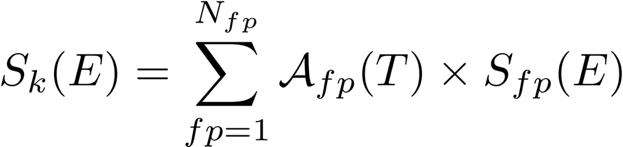 $S_k(E) = \sum_{fp=1}^{N_{fp}} \mathcal{A}_{fp}(T) \times S_{fp}(E)$